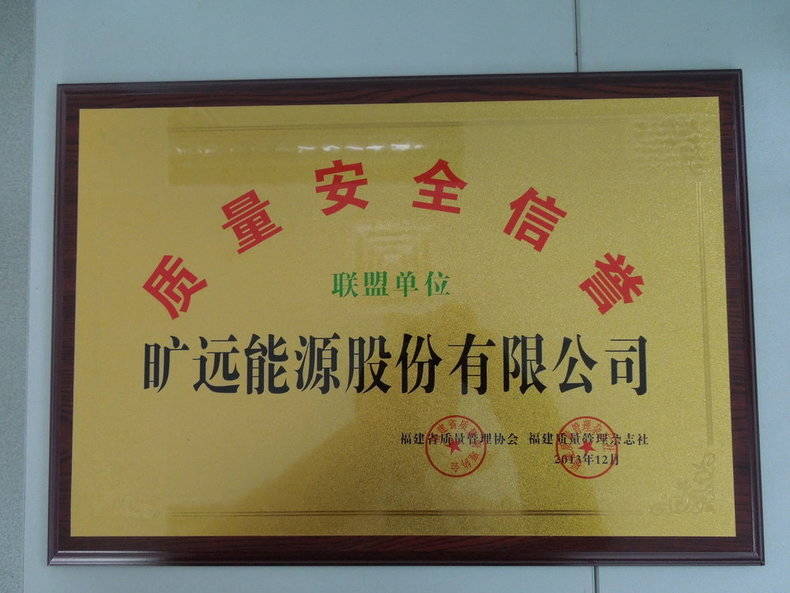 质量安全信誉
联盟单位
旷远能源股份有限公司
福建省质量管理协会 福建质量管理杂志社
2013年12月